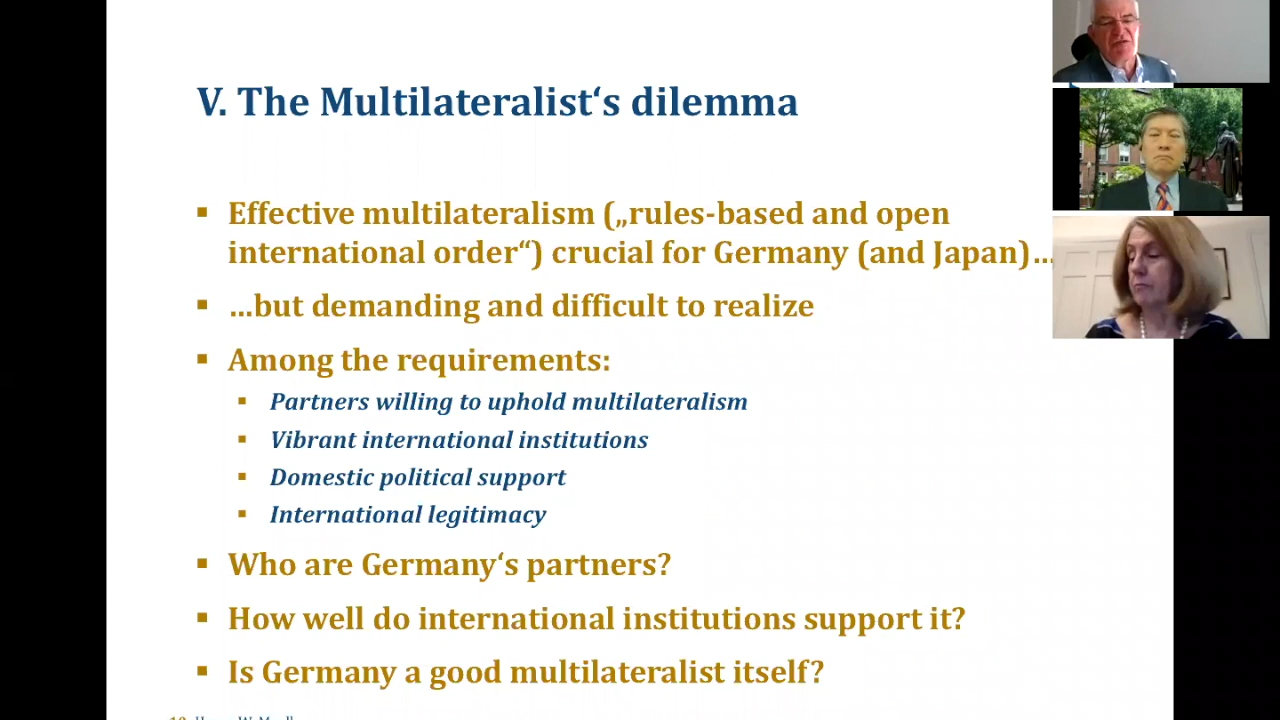 V. The Multilateralist‘s dilemma
▪ Effective multilateralism („rules-based and open
international order“) crucial for Germany (and Japan)…
▪ …but demanding and difficult to realize
▪ Among the requirements:
▪ Partners willing to uphold multilateralism
▪ Vibrant international institutions
▪ Domestic political support
▪ International legitimacy
▪ Who are Germany‘s partners?
▪ How well do international institutions support it?
▪ Is Germany a good multilateralist itself?